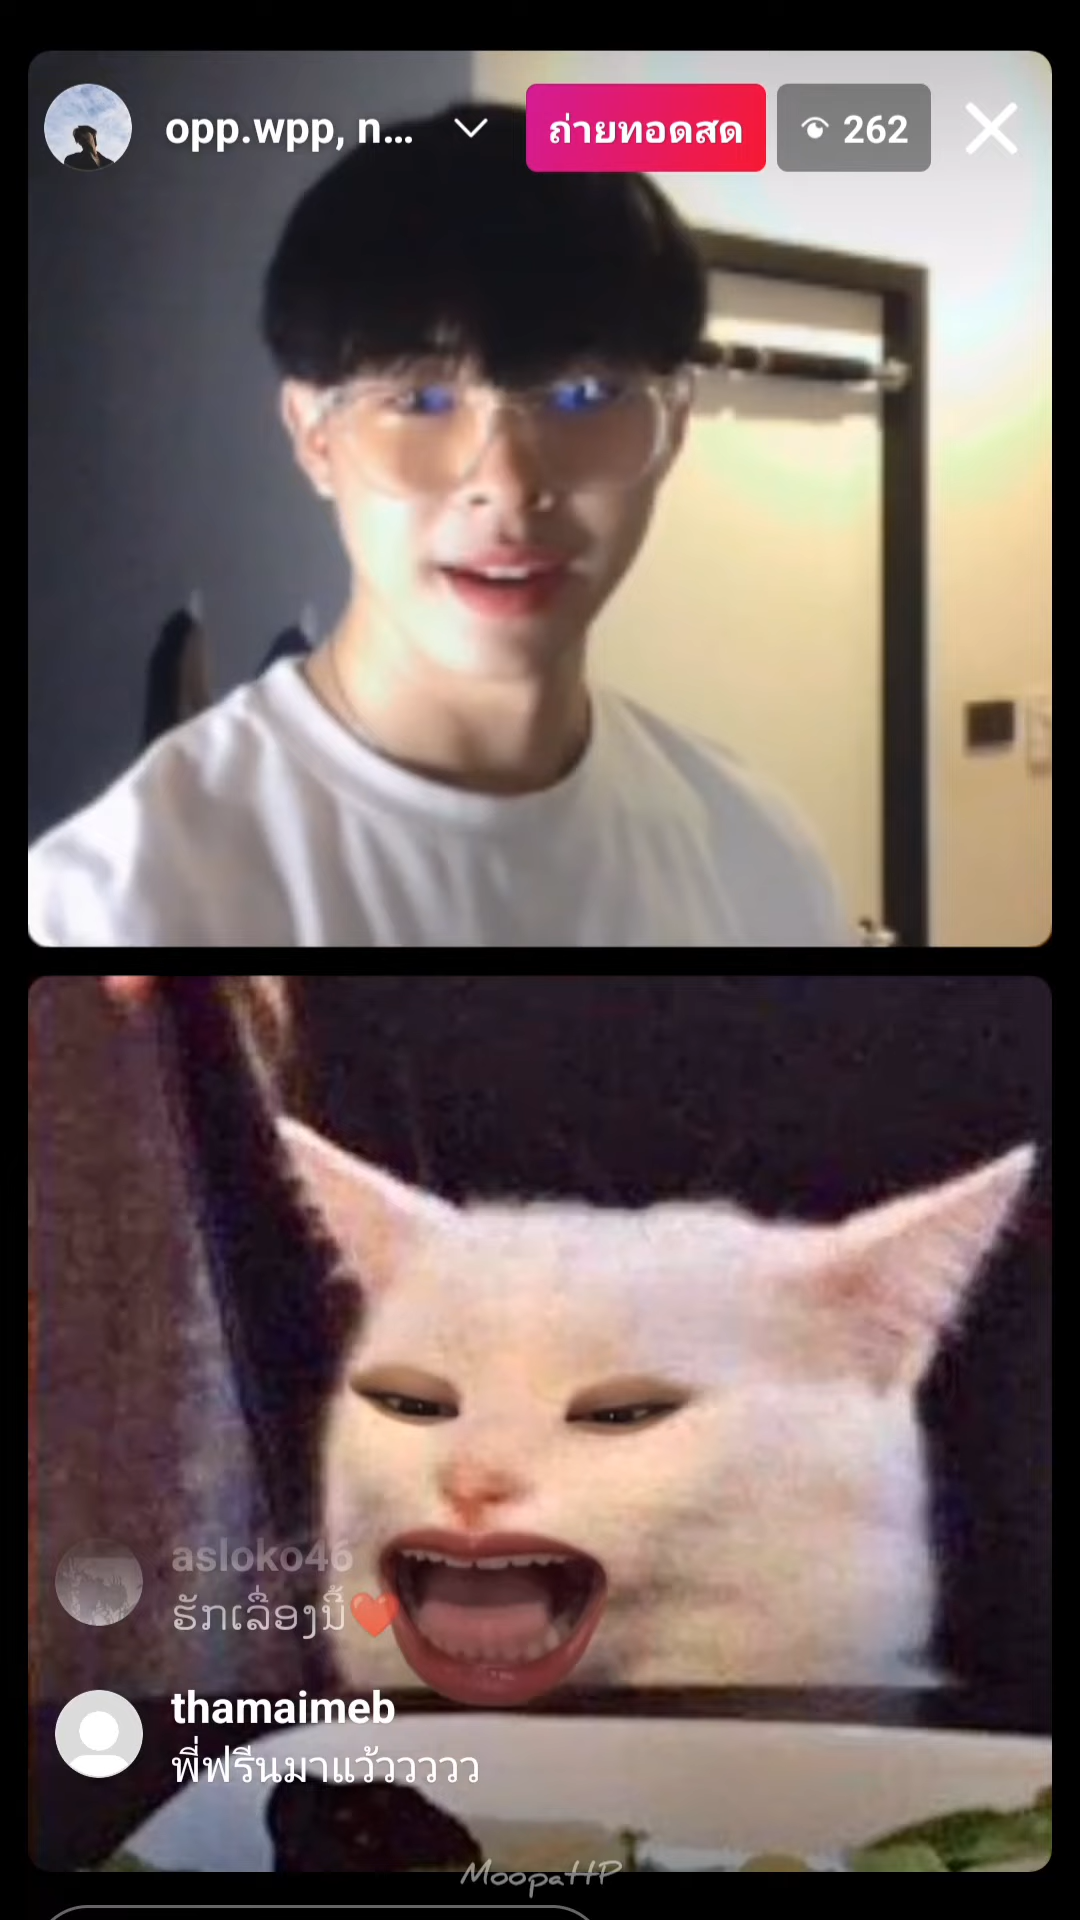 opp.wpp, n...
ถ่ายทอดสด
262
asloko46
ຮັກເລື່ອງນີ້❤️
thamaimeb
พี่ฟรีนมาแว้วววววว
MoopaHP